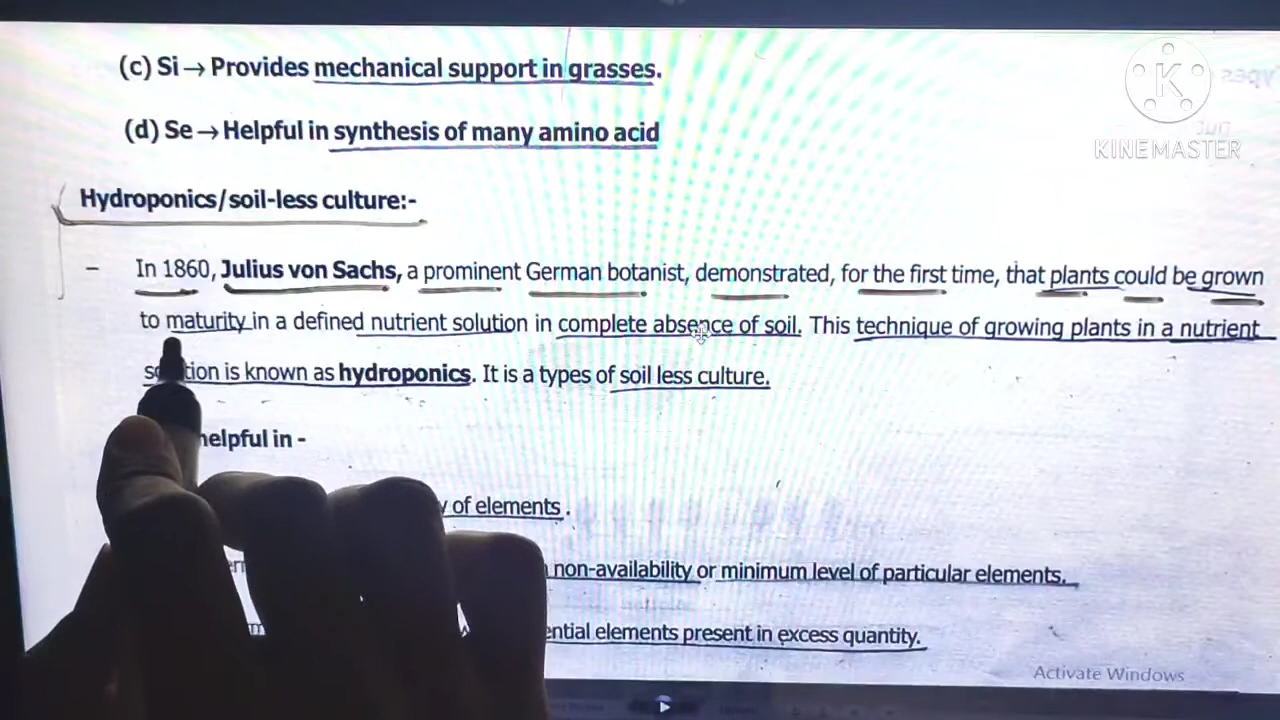 (c) Si → Provides mechanical support in grasses.
(d) Se → Helpful in synthesis of many amino acid
Hydroponics/soil-less culture:-
– In 1860, Julius von Sachs, a prominent German botanist, demonstrated, for the first time, that plants could be grown
to maturity in a defined nutrient solution in complete absence of soil. This technique of growing plants in a nutrient
is known as hydroponics. It is a types of soil less culture.
helpful in -
of elements.
non-availability or minimum level of particular elements.
elements present in excess quantity.
Activate Windows
KINEMASTER